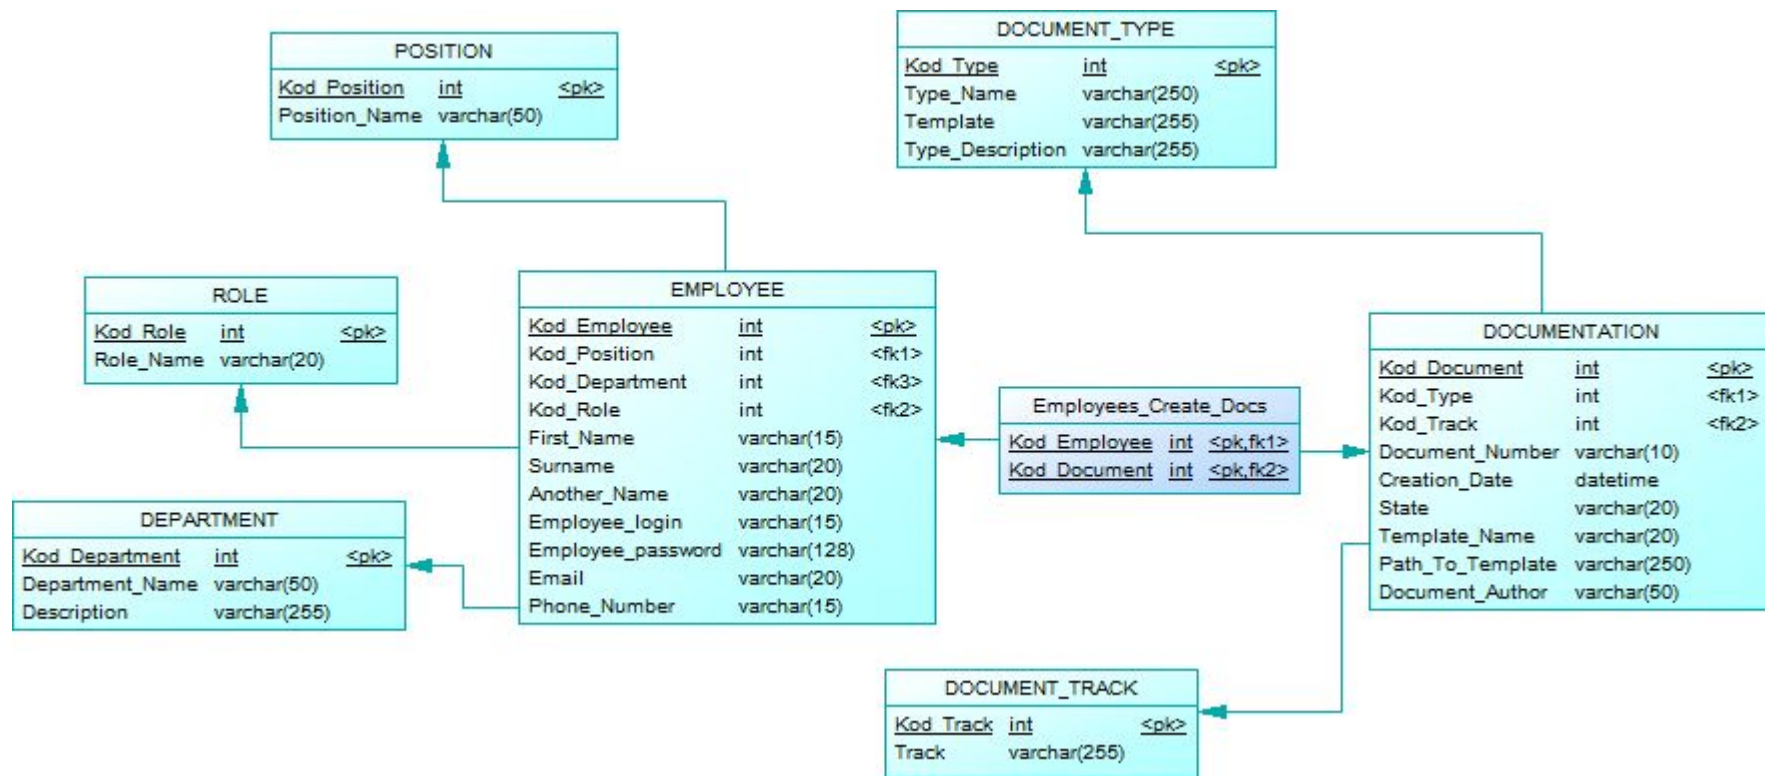 POSITION
Kod_Position int <pk>
Position_Name varchar(50)
DOCUMENT_TYPE
Kod_Type int <pk>
Type_Name varchar(250)
Template varchar(255)
Type_Description varchar(255)
ROLE
Kod_Role int <pk>
Role_Name varchar(20)
EMPLOYEE
Kod_Employee int <pk>
Kod_Position int <fk1>
Kod_Department int <fk3>
Kod_Role int <fk2>
First_Name varchar(15)
Surname varchar(20)
Another_Name varchar(20)
Employee_login varchar(15)
Employee_password varchar(128)
Email varchar(20)
Phone_Number varchar(15)
Employees_Create_Docs
Kod_Employee int <pk,fk1>
Kod_Document int <pk,fk2>
DOCUMENTATION
Kod_Document int <pk>
Kod_Type int <fk1>
Kod_Track int <fk2>
Document_Number varchar(10)
Creation_Date datetime
State varchar(20)
Template_Name varchar(20)
Path_To_Template varchar(250)
Document_Author varchar(50)
DEPARTMENT
Kod_Department int <pk>
Department_Name varchar(50)
Description varchar(255)
DOCUMENT_TRACK
Kod_Track int <pk>
Track varchar(255)